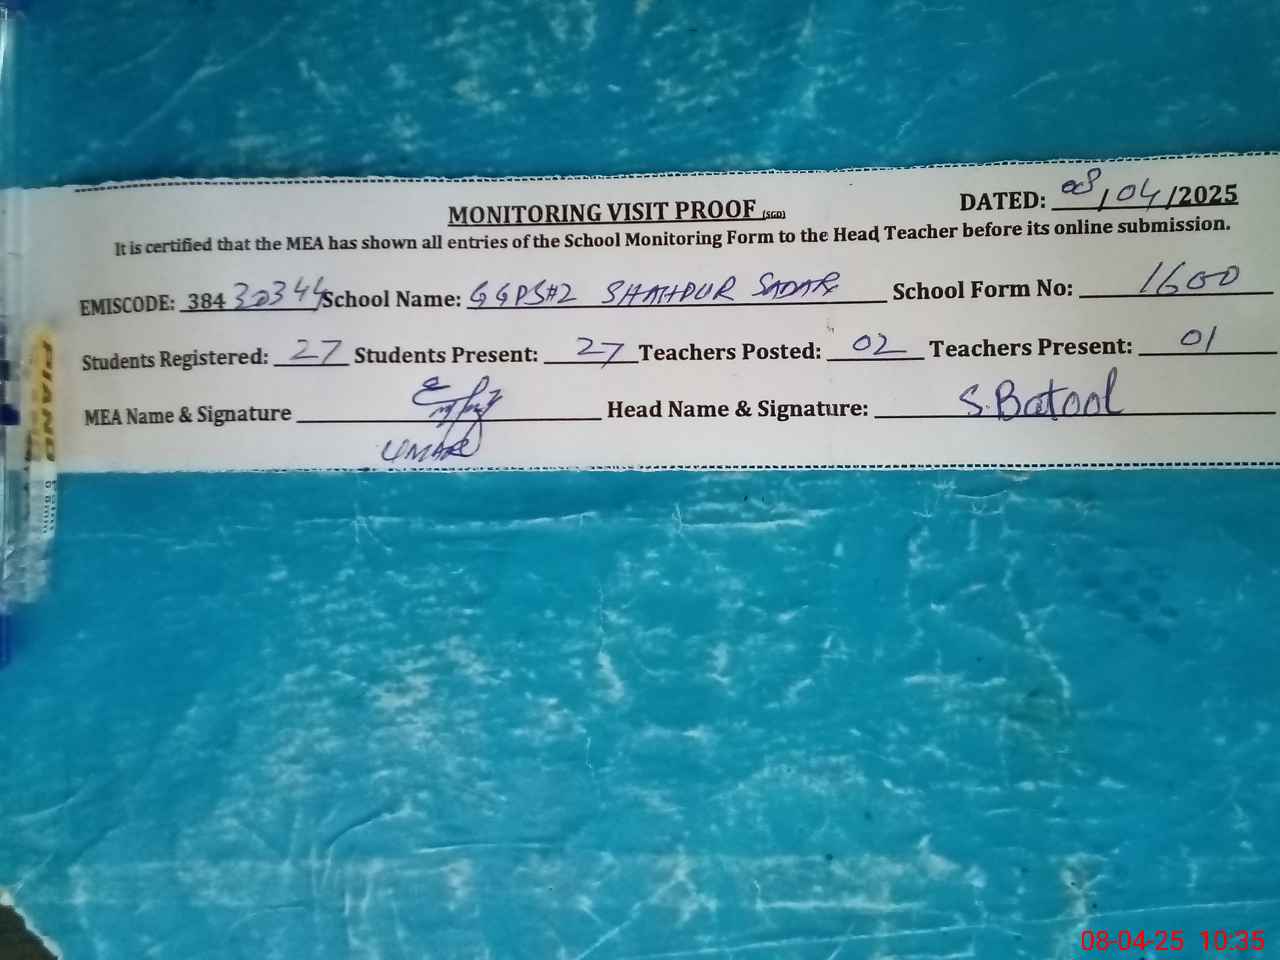 MONITORING VISIT PROOF (SGD) DATED: 08/04/2025
It is certified that the MEA has shown all entries of the School Monitoring Form to the Head Teacher before its online submission.
EMISCODE: 38430344 School Name: GGPS#2 SHAHPUR SADAR School Form No: 1600
Students Registered: 27 Students Present: 27 Teachers Posted: 02 Teachers Present: 01
MEA Name & Signature Head Name & Signature: S.Batool
UMAR
PIANO
08-04-25 10:35